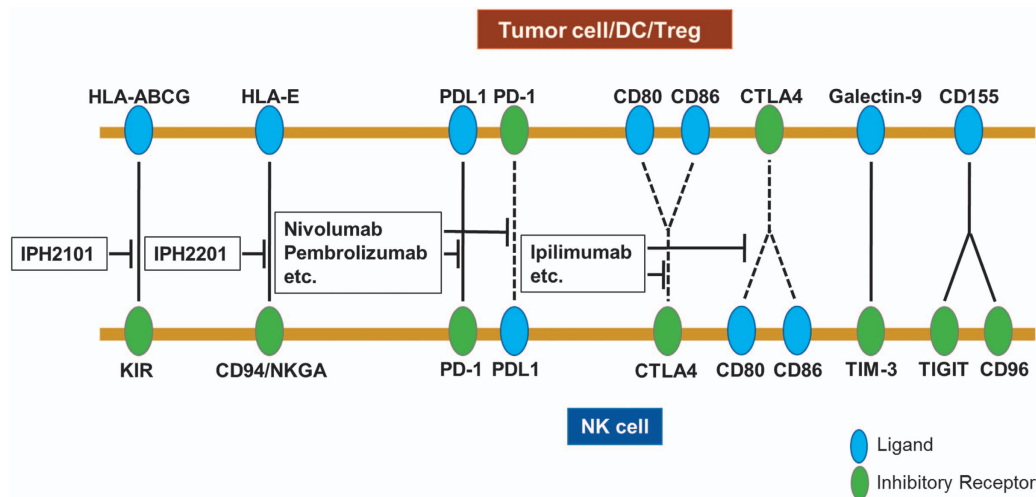 Tumor cell/DC/Treg
HLA-ABCG HLA-E PDL1 PD-1 CD80 CD86 CTLA4 Galectin-9 CD155
Nivolumab
Pembrolizumab
etc.
IPH2101
IPH2201
Ipilimumab
etc.
KIR CD94/NKGA PD-1 PDL1 CTLA4 CD80 CD86 TIM-3 TIGIT CD96
NK cell
Ligand
Inhibitory Receptor